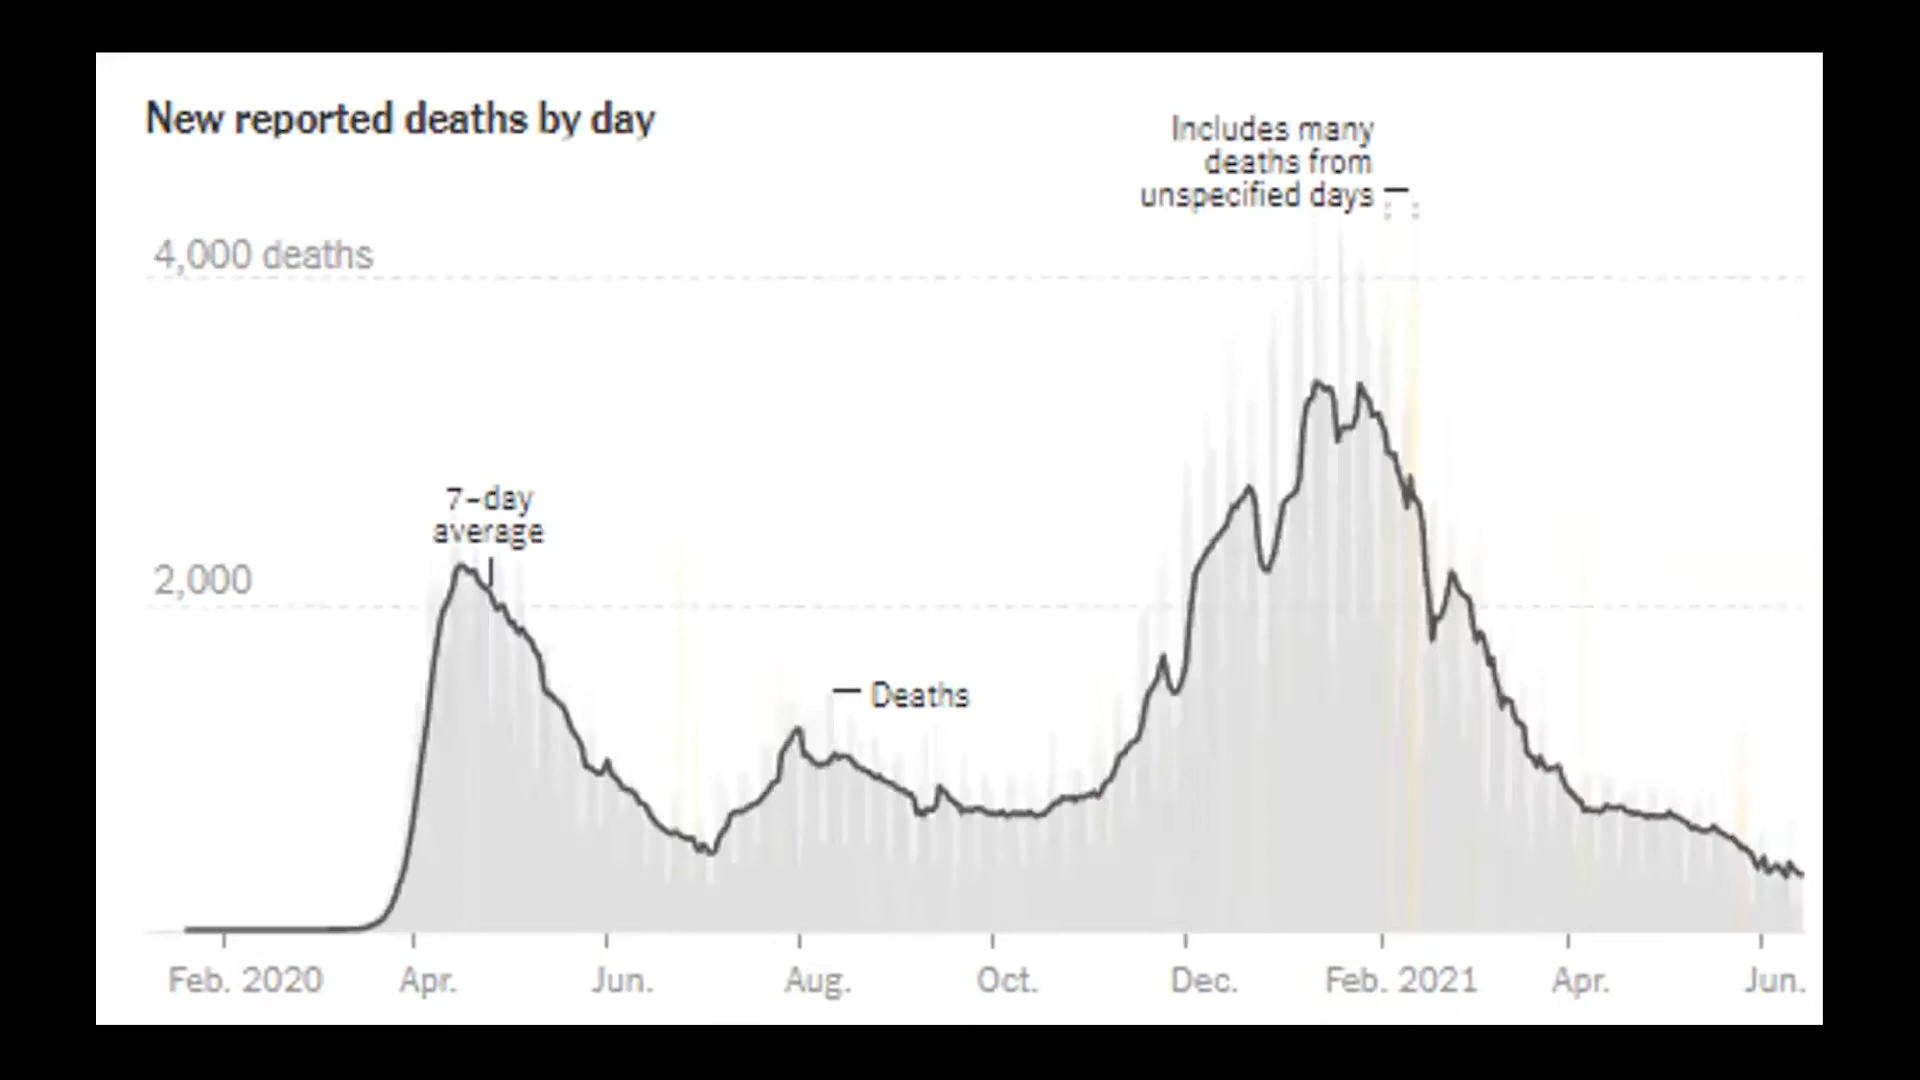 New reported deaths by day
Includes many
deaths from
unspecified days
4,000 deaths
7-day
average
2,000
Deaths
Feb. 2020
Apr.
Jun.
Aug.
Oct.
Dec.
Feb. 2021
Apr.
Jun.